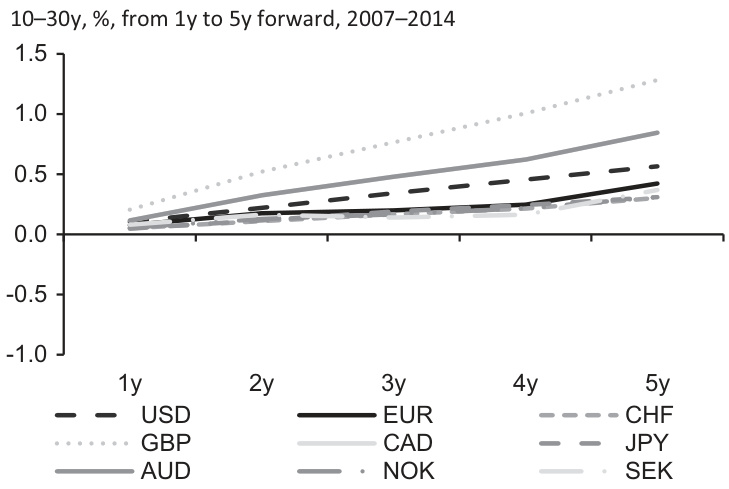 10–30y, %, from 1y to 5y forward, 2007–2014
1.5
1.0
0.5
0.0
-0.5
-1.0
1y 2y 3y 4y 5y
USD EUR CHF
GBP CAD JPY
AUD NOK SEK